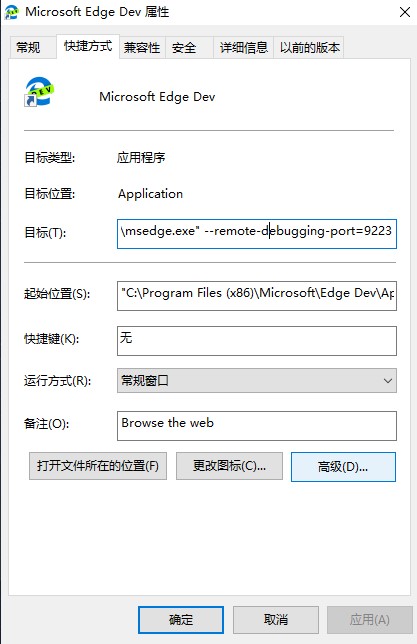 Microsoft Edge Dev 属性
常规 快捷方式 兼容性 安全 详细信息 以前的版本
DEV
Microsoft Edge Dev
目标类型: 应用程序
目标位置: Application
目标(T): \msedge.exe" --remote-debugging-port=9223
起始位置(S): "C:\Program Files (x86)\Microsoft\Edge Dev\Ap
快捷键(K): 无
运行方式(R): 常规窗口
备注(O): Browse the web
打开文件所在的位置(F) 更改图标(C)... 高级(D)...
确定 取消 应用(A)